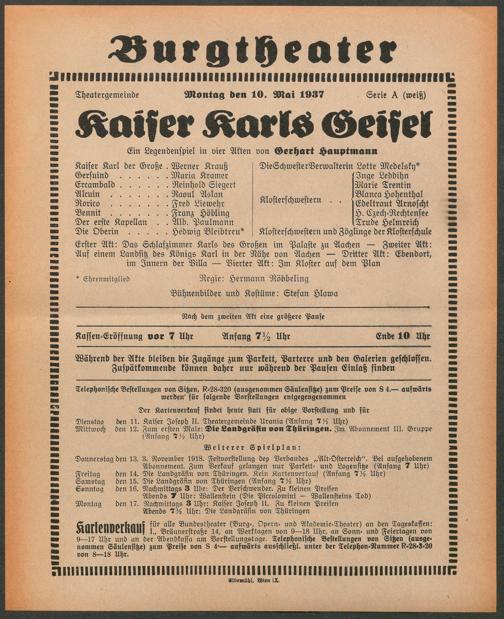 Burgtheater
Theatergemeinde Montag den 10. Mai 1937 Serie A (weiß)
Kaiser Karls Geisel
Ein Legendenspiel in vier Akten von Gerhart Hauptmann
Kaiser Karl der Große . Werner Krauß
Gersuind . . . . . . Maria Kramer
Ercambald . . . . . Reinhold Siegert
Alcuin . . . . . . . Raoul Aslan
Rorico . . . . . . . Fred Liewehr
Bennit . . . . . . . Franz Höbling
Der erste Kapellan . . Alb. Paulmann
Die Oberin . . . . . Hedwig Bleibtreu*
Die Schwester Verwalterin Lotte Medelsky*
Klosterschwestern . .
Inge Leddihn
Marie Trentin
Blanca Hohenthal
Edeltraut Arnoscht
H. Czech-Rechtensee
Trude Helmreich
Klosterschwestern und Zöglinge der Klosterschule
Erster Akt: Das Schlafzimmer Karls des Großen im Palaste zu Aachen — Zweiter Akt:
Auf einem Landsitz des Königs Karl in der Nähe von Aachen — Dritter Akt: Ebendort,
im Innern der Villa — Vierter Akt: Im Kloster auf dem Plan
* Ehrenmitglied Regie: Hermann Röbbeling
Bühnenbilder und Kostüme: Stefan Hlawa
Nach dem zweiten Akt eine größere Pause
Kassen-Eröffnung vor 7 Uhr Anfang 7½ Uhr Ende 10 Uhr
Während der Akte bleiben die Zugänge zum Parkett, Parterre und den Galerien geschlossen.
Zuspätkommende können daher nur während der Pausen Einlaß finden
Telephonische Bestellungen von Sitzen, R-28-320 (ausgenommen Säulensitze) zum Preise von S 4.— aufwärts
werden für folgende Vorstellungen entgegengenommen
Der Kartenverkauf findet heute statt für obige Vorstellung und für
Dienstag den 11. Kaiser Joseph II. Theatergemeinde Urania (Anfang 7½ Uhr)
Mittwoch den 12. Zum ersten Male: Die Landgräfin von Thüringen. Im Abonnement III. Gruppe
(Anfang 7½ Uhr)
Weiterer Spielplan:
Donnerstag den 13. 3. November 1918. Festvorstellung des Verbandes „Alt-Österreich“. Bei aufgehobenem
Abonnement. Zum Verkauf gelangen nur Parkett- und Logensitze (Anfang 7 Uhr)
Freitag den 14. Die Landgräfin von Thüringen. Kein Kartenverkauf (Anfang 7½ Uhr)
Samstag den 15. Die Landgräfin von Thüringen (Anfang 7½ Uhr)
Sonntag den 16. Nachmittags 3 Uhr: Der Verschwender. Zu kleinen Preisen
Abends 7 Uhr: Wallenstein (Die Piccolomini — Wallensteins Tod)
Montag den 17. Nachmittags 3 Uhr: Kaiser Joseph II. Zu kleinen Preisen
Abends 7½ Uhr: Die Landgräfin von Thüringen
Kartenverkauf für alle Bundestheater (Burg-, Opern- und Akademie-Theater) an den Tageskassen:
I., Bräunerstraße 14, an Werktagen von 9—18 Uhr, an Sonn- und Feiertagen von
9—17 Uhr und an der Abendkassa am Vorstellungstage. Telephonische Bestellungen von Sitzen (ausge-
nommen Säulensitze) zum Preise von S 4— aufwärts ausschließl. unter der Telephon-Nummer R-28-3-20
von 8—18 Uhr.
Elbemühl, Wien IX.